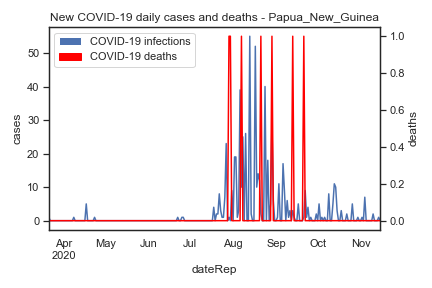 New COVID-19 daily cases and deaths - Papua_New_Guinea
COVID-19 infections
COVID-19 deaths
50
40
30
20
10
0
cases
1.0
0.8
0.6
0.4
0.2
0.0
deaths
Apr May Jun Jul Aug Sep Oct Nov
2020
dateRep